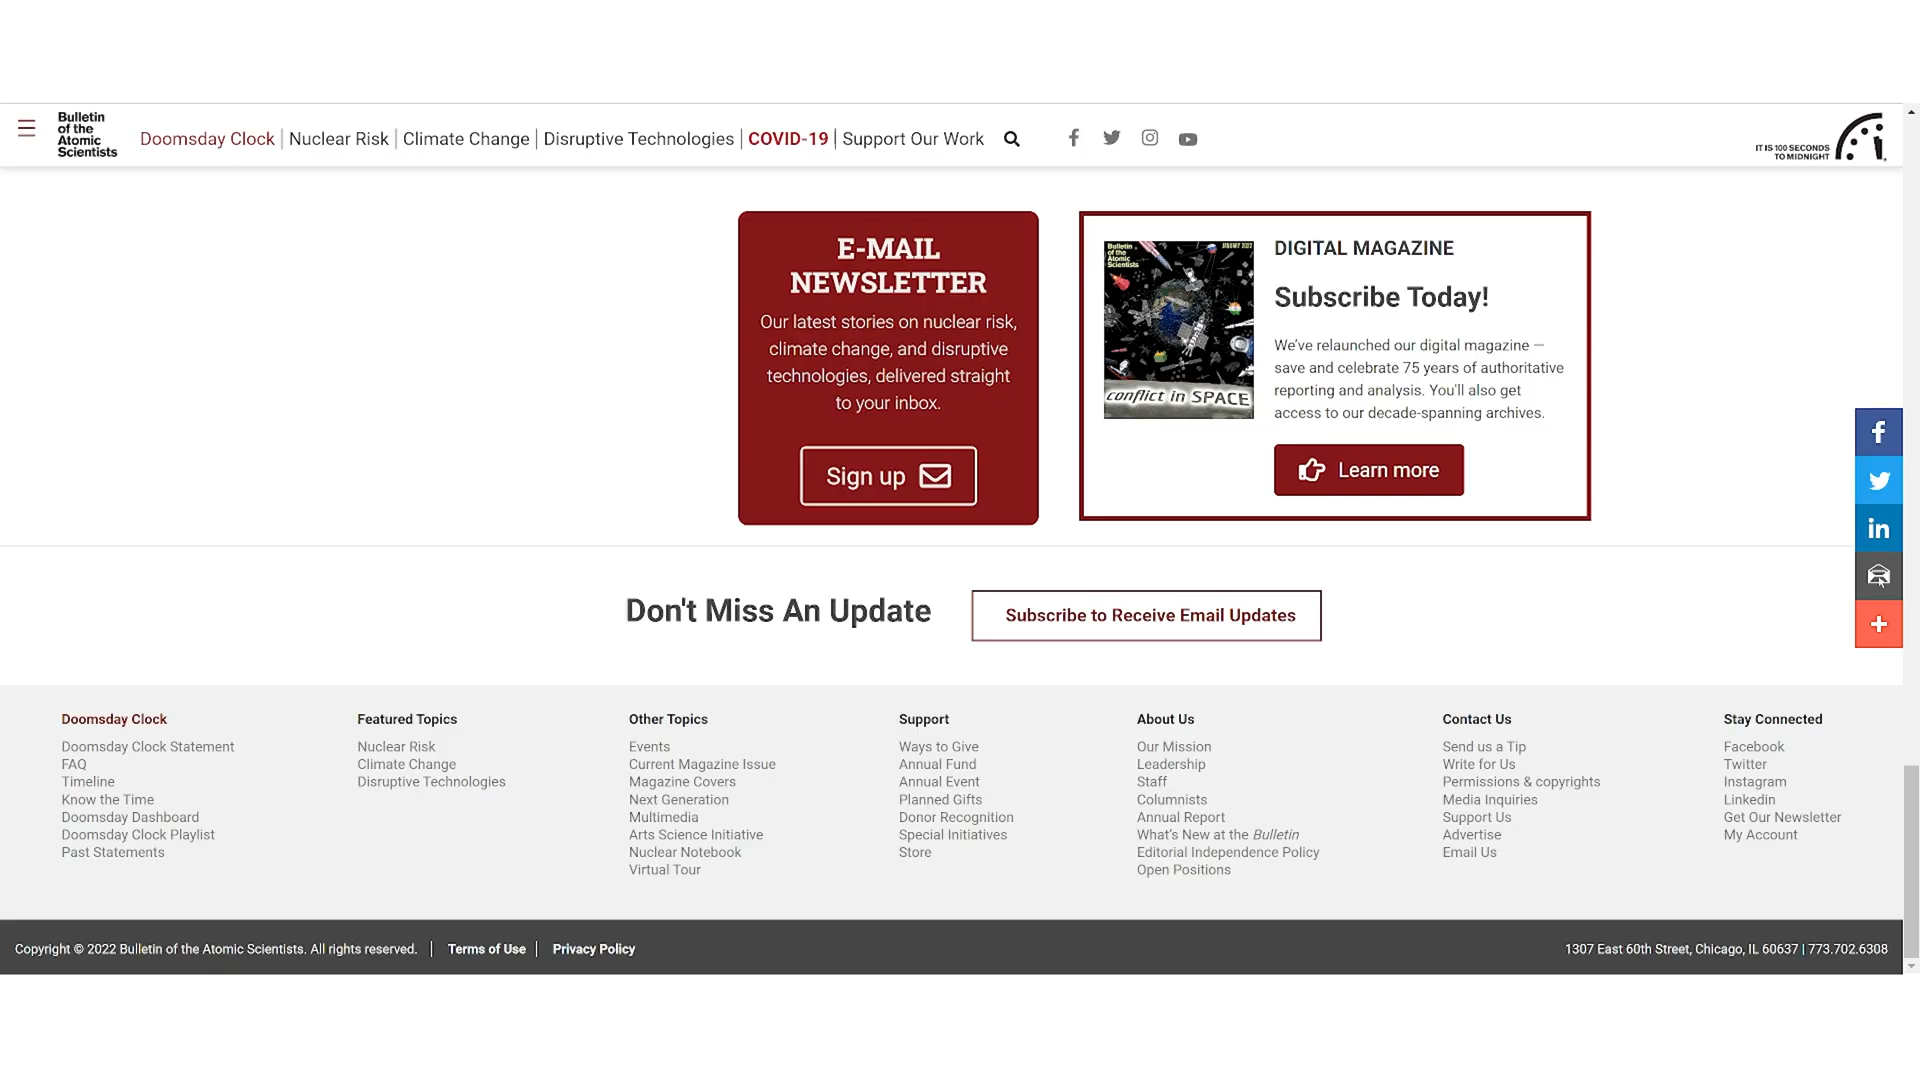 Bulletin
of the
Atomic
Scientists
Doomsday Clock | Nuclear Risk | Climate Change | Disruptive Technologies | COVID-19 | Support Our Work
IT IS 100 SECONDS
TO MIDNIGHT
E-MAIL
NEWSLETTER
Our latest stories on nuclear risk,
climate change, and disruptive
technologies, delivered straight
to your inbox.
Sign up
Bulletin
of the
Atomic
Scientists
JANUARY 2022
conflict in SPACE
DIGITAL MAGAZINE
Subscribe Today!
We've relaunched our digital magazine —
save and celebrate 75 years of authoritative
reporting and analysis. You'll also get
access to our decade-spanning archives.
Learn more
Don't Miss An Update
Subscribe to Receive Email Updates
Doomsday Clock
Doomsday Clock Statement
FAQ
Timeline
Know the Time
Doomsday Dashboard
Doomsday Clock Playlist
Past Statements
Featured Topics
Nuclear Risk
Climate Change
Disruptive Technologies
Other Topics
Events
Current Magazine Issue
Magazine Covers
Next Generation
Multimedia
Arts Science Initiative
Nuclear Notebook
Virtual Tour
Support
Ways to Give
Annual Fund
Annual Event
Planned Gifts
Donor Recognition
Special Initiatives
Store
About Us
Our Mission
Leadership
Staff
Columnists
Annual Report
What's New at the Bulletin
Editorial Independence Policy
Open Positions
Contact Us
Send us a Tip
Write for Us
Permissions & copyrights
Media Inquiries
Support Us
Advertise
Email Us
Stay Connected
Facebook
Twitter
Instagram
Linkedin
Get Our Newsletter
My Account
Copyright © 2022 Bulletin of the Atomic Scientists. All rights reserved. | Terms of Use | Privacy Policy
1307 East 60th Street, Chicago, IL 60637 | 773.702.6308